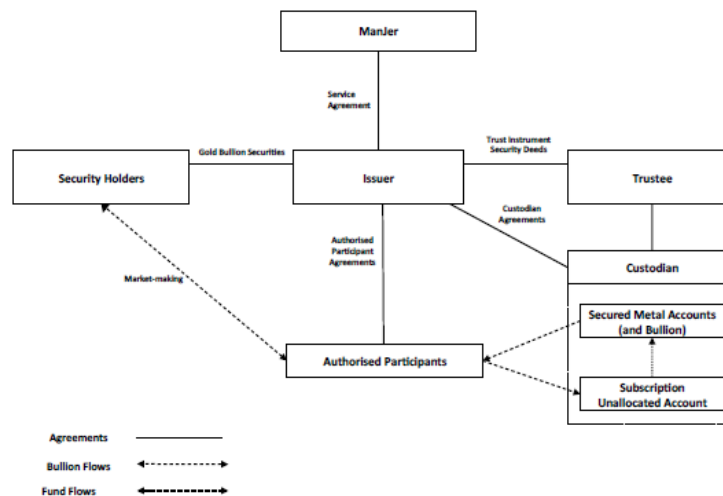 ManJer
Service
Agreement
Gold Bullion Securities
Trust Instrument
Security Deeds
Security Holders
Issuer
Trustee
Custodian
Agreements
Authorised
Participant
Agreements
Custodian
Market-making
Secured Metal Accounts
(and Bullion)
Authorised Participants
Subscription
Unallocated Account
Agreements
Bullion Flows
Fund Flows